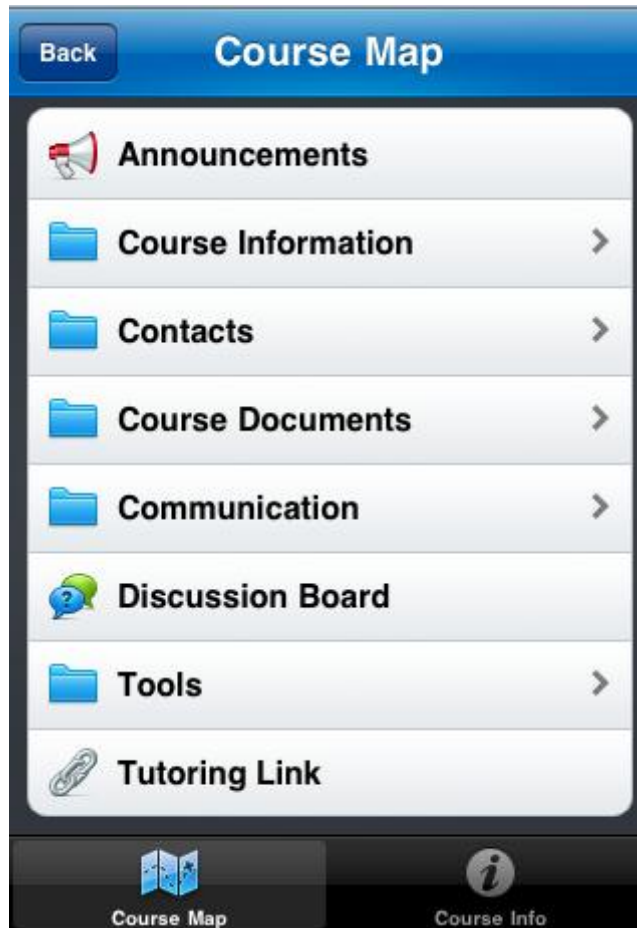 Back Course Map
Announcements
Course Information
Contacts
Course Documents
Communication
Discussion Board
Tools
Tutoring Link
Course Map Course Info